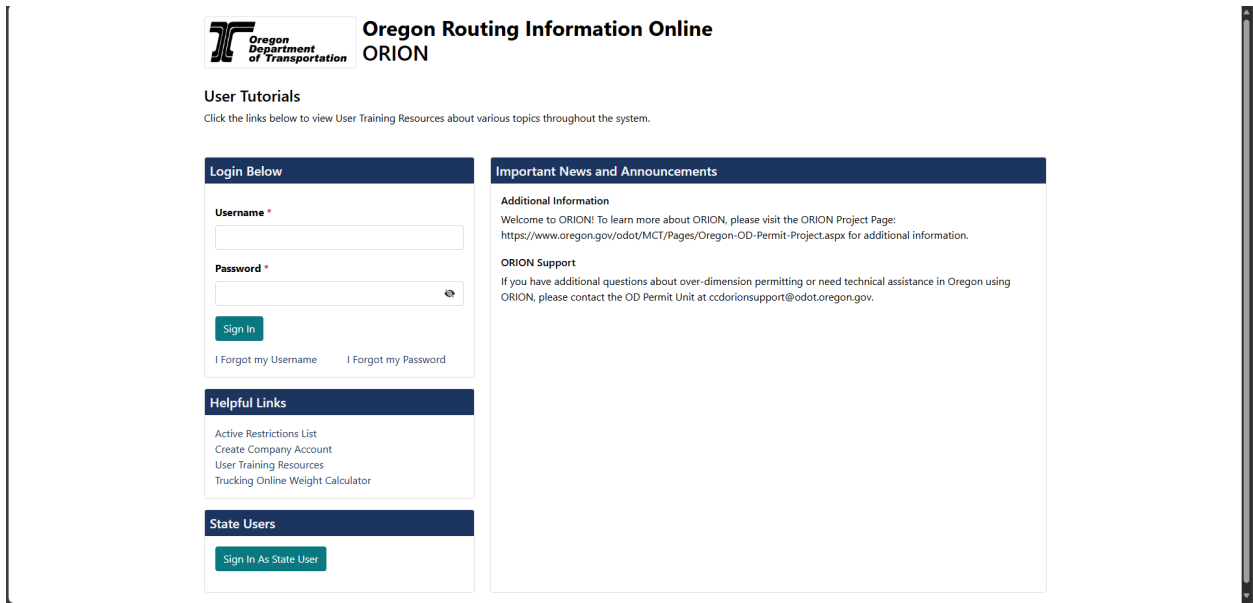 Oregon
Department
of Transportation
Oregon Routing Information Online
ORION
User Tutorials
Click the links below to view User Training Resources about various topics throughout the system.
Login Below
Username *
Password *
Sign In
I Forgot my Username I Forgot my Password
Helpful Links
Active Restrictions List
Create Company Account
User Training Resources
Trucking Online Weight Calculator
State Users
Sign In As State User
Important News and Announcements
Additional Information
Welcome to ORION! To learn more about ORION, please visit the ORION Project Page:
https://www.oregon.gov/odot/MCT/Pages/Oregon-OD-Permit-Project.aspx for additional information.
ORION Support
If you have additional questions about over-dimension permitting or need technical assistance in Oregon using
ORION, please contact the OD Permit Unit at ccdorionsupport@odot.oregon.gov.